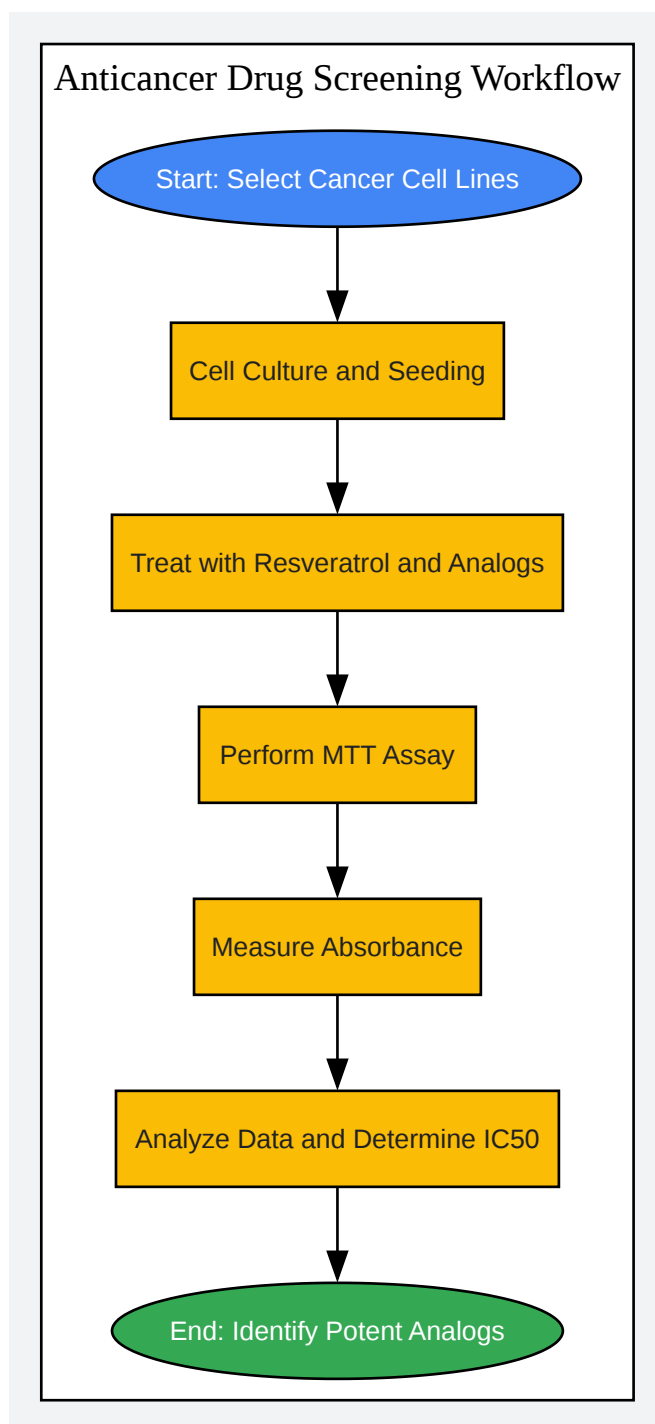 Anticancer Drug Screening Workflow
Start: Select Cancer Cell Lines
Cell Culture and Seeding
Treat with Resveratrol and Analogs
Perform MTT Assay
Measure Absorbance
Analyze Data and Determine IC50
End: Identify Potent Analogs